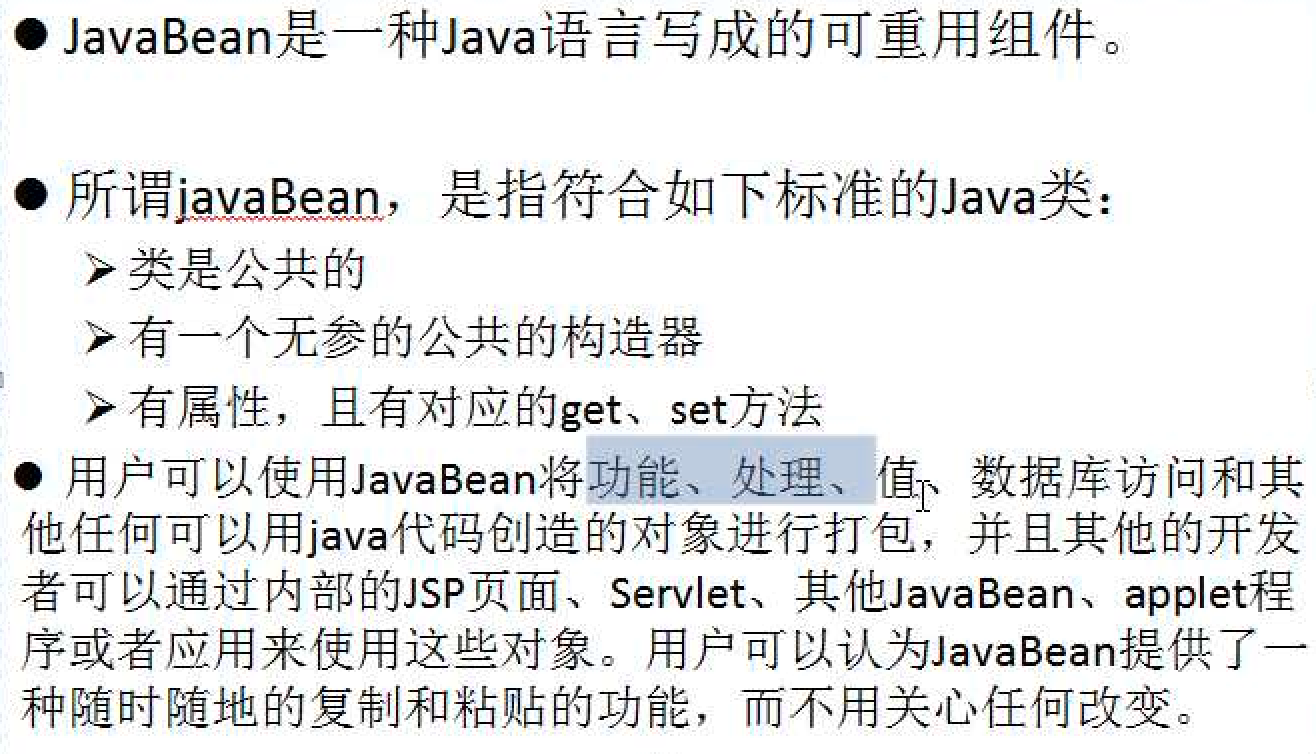 ● JavaBean是一种Java语言写成的可重用组件。
● 所谓javaBean，是指符合如下标准的Java类：
➢ 类是公共的
➢ 有一个无参的公共的构造器
➢ 有属性，且有对应的get、set方法
● 用户可以使用JavaBean将功能、处理、值、数据库访问和其
他任何可以用java代码创造的对象进行打包，并且其他的开发
者可以通过内部的JSP页面、Servlet、其他JavaBean、applet程
序或者应用来使用这些对象。用户可以认为JavaBean提供了一
种随时随地的复制和粘贴的功能，而不用关心任何改变。